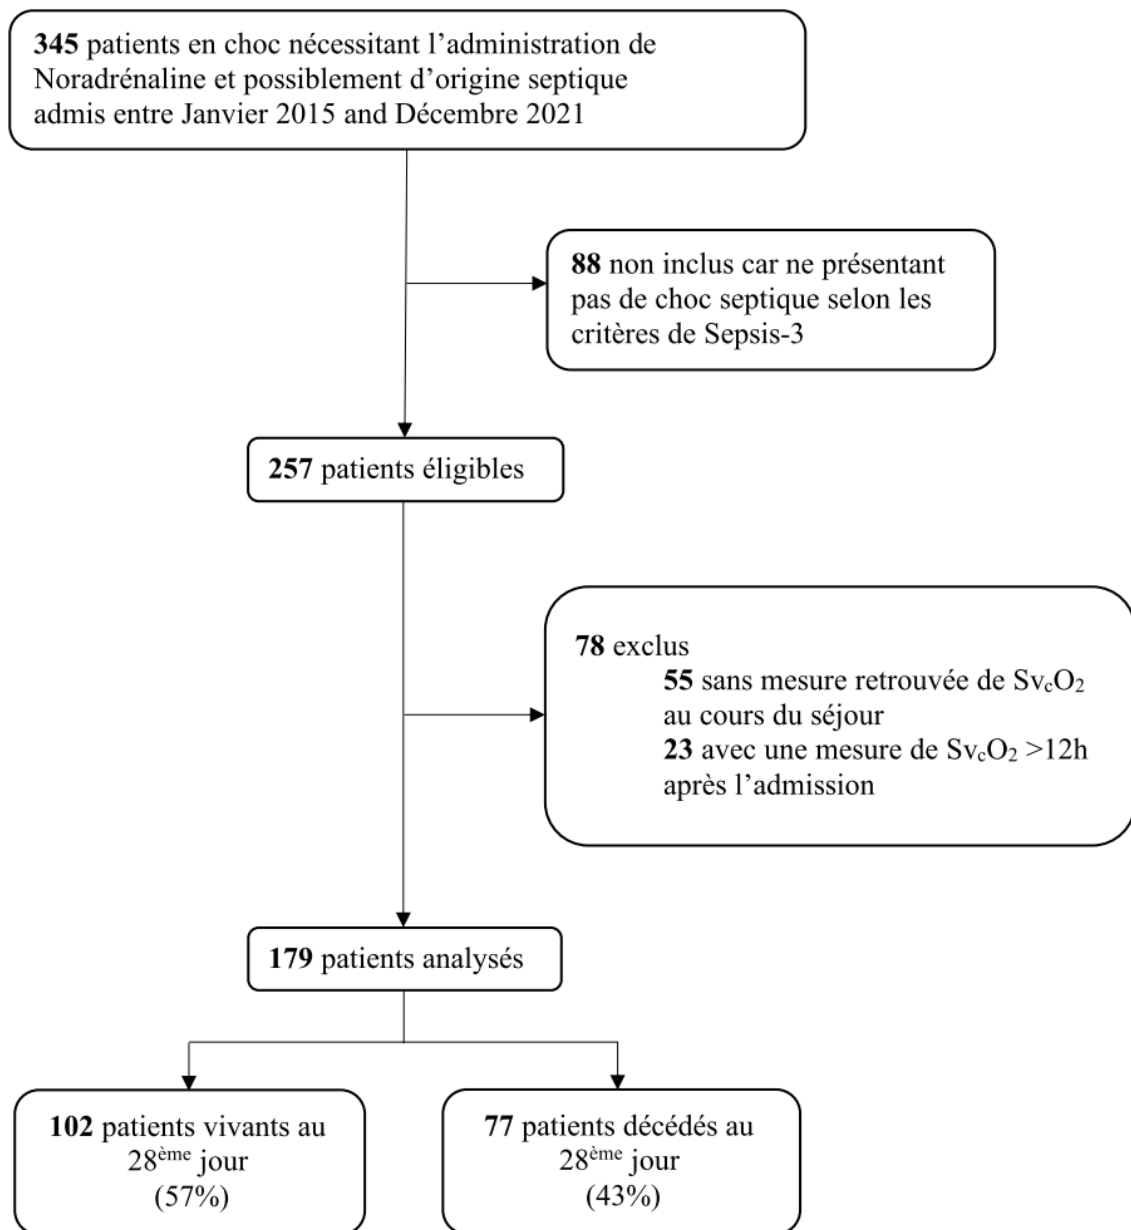 345 patients en choc nécessitant l’administration de
Noradrénaline et possiblement d’origine septique
admis entre Janvier 2015 and Décembre 2021
88 non inclus car ne présentant
pas de choc septique selon les
critères de Sepsis-3
257 patients éligibles
78 exclus
55 sans mesure retrouvée de SvcO2
au cours du séjour
23 avec une mesure de SvcO2 >12h
après l’admission
179 patients analysés
102 patients vivants au
28ème jour
(57%)
77 patients décédés au
28ème jour
(43%)